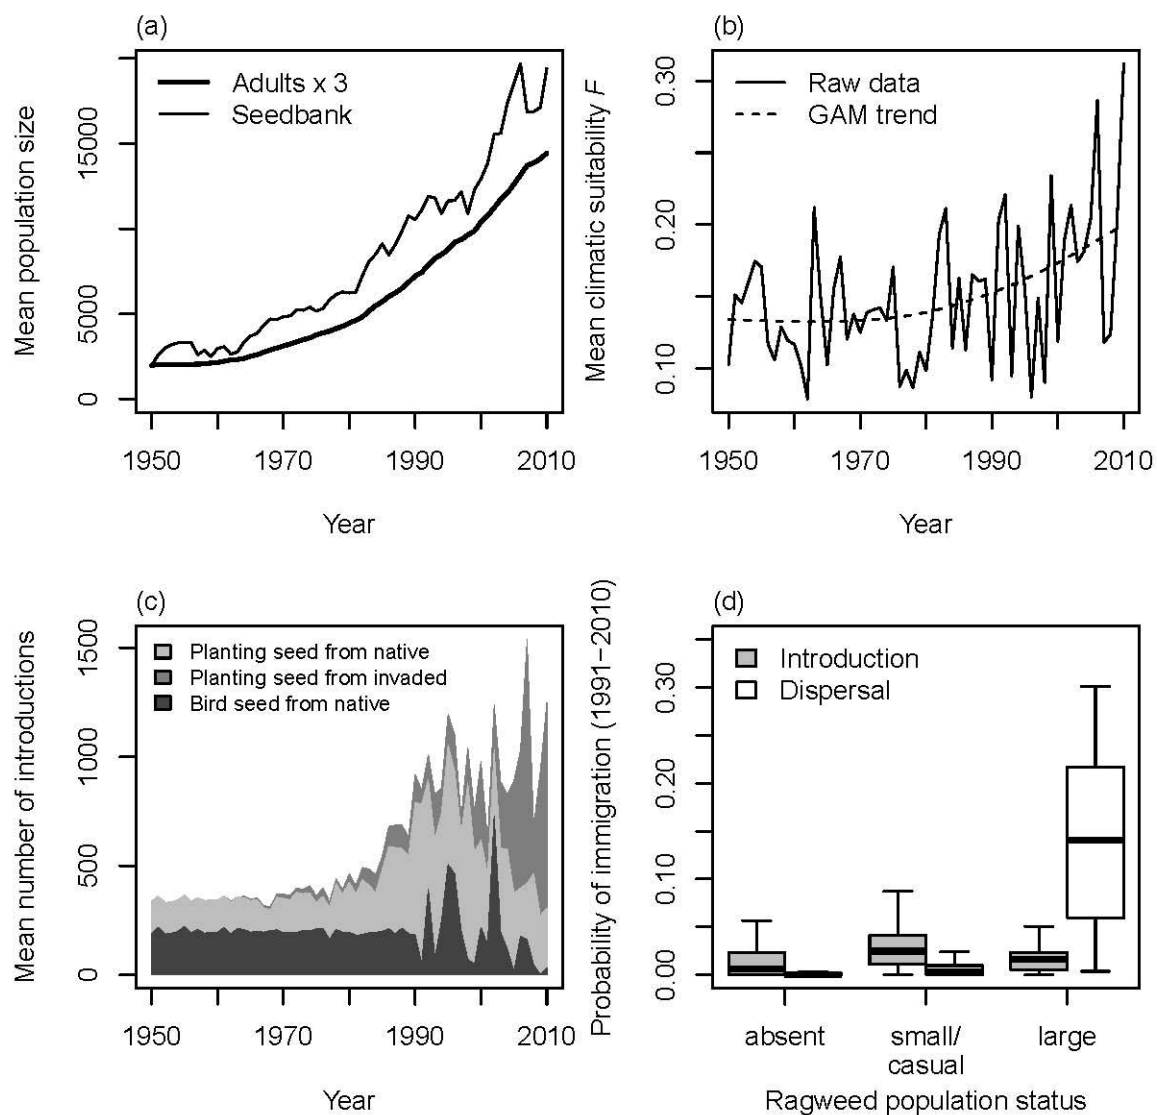 (a)
Adults x 3
Seedbank
Mean population size
0
5000
15000
1950
1970
1990
2010
Year
(b)
Raw data
GAM trend
Mean climatic suitability F
0.10
0.20
0.30
1950
1970
1990
2010
Year
(c)
Planting seed from native
Planting seed from invaded
Bird seed from native
Mean number of introductions
0
500
1000
1500
1950
1970
1990
2010
Year
(d)
Introduction
Dispersal
Probability of immigration (1991−2010)
0.00
0.10
0.20
0.30
absent
small/
casual
large
Ragweed population status